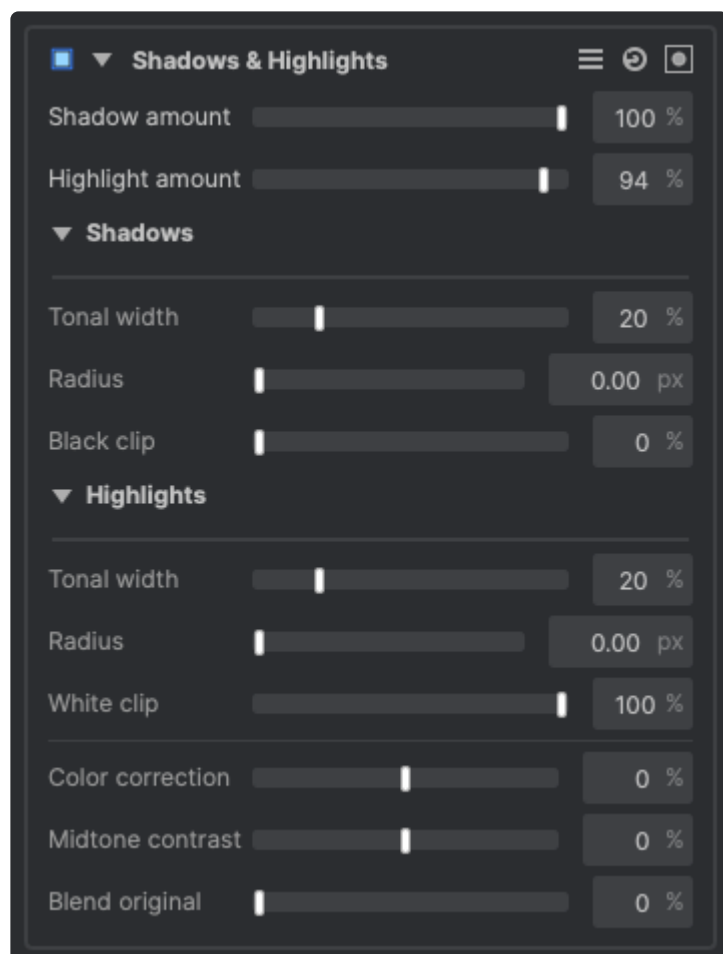 Shadows & Highlights
Shadow amount 100 %
Highlight amount 94 %
Shadows
Tonal width 20 %
Radius 0.00 px
Black clip 0 %
Highlights
Tonal width 20 %
Radius 0.00 px
White clip 100 %
Color correction 0 %
Midtone contrast 0 %
Blend original 0 %